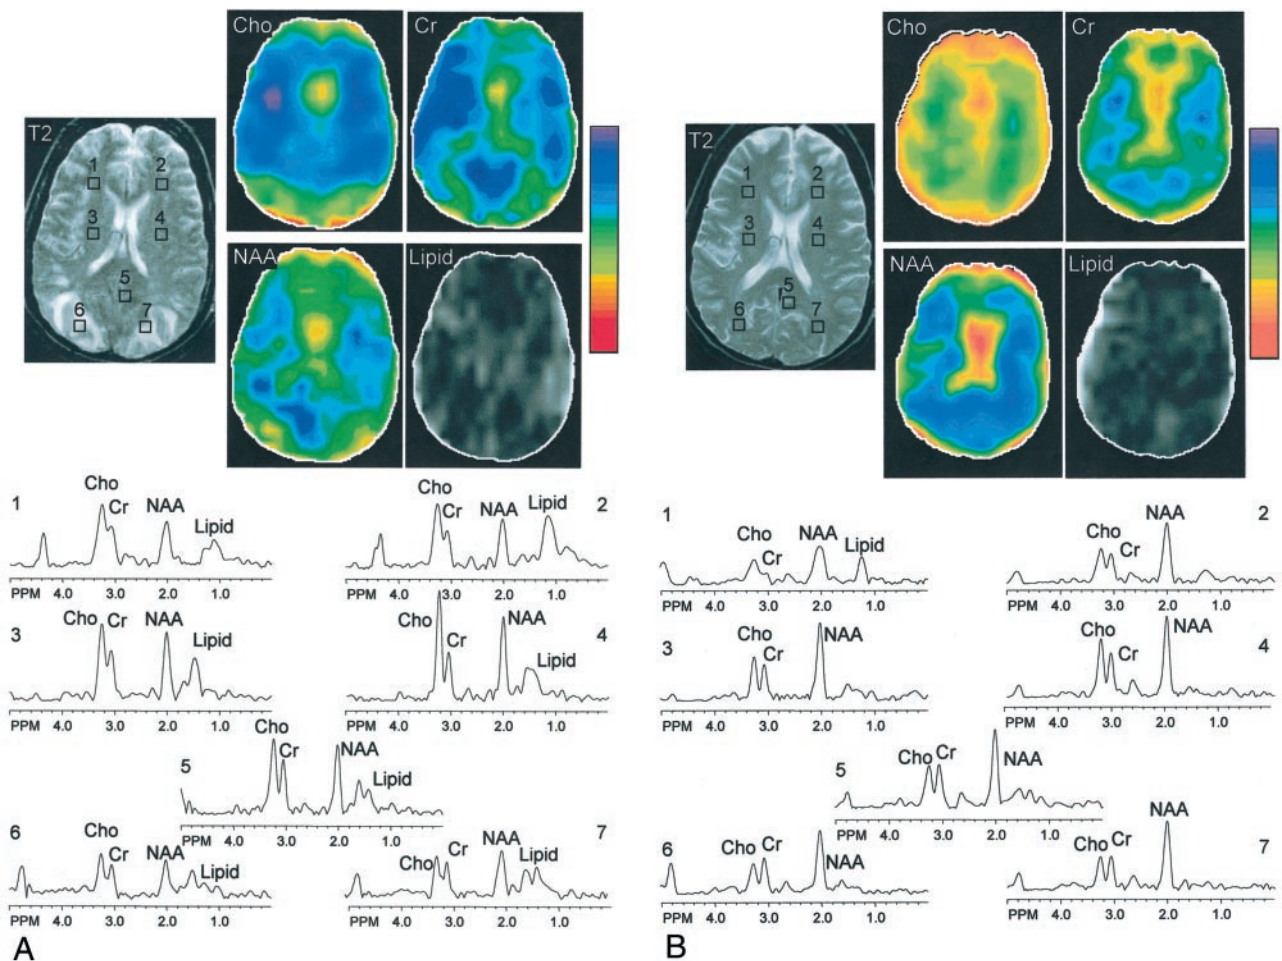 Cho Cr
T2
1 2
3 4
5
6 7
NAA Lipid
1 Cho Cr NAA Lipid
PPM 4.0 3.0 2.0 1.0
Cho Cr NAA Lipid 2
PPM 4.0 3.0 2.0 1.0
3 Cho Cr NAA Lipid
PPM 4.0 3.0 2.0 1.0
Cho Cr NAA Lipid 4
PPM 4.0 3.0 2.0 1.0
5 Cho Cr NAA Lipid
PPM 4.0 3.0 2.0 1.0
6 Cho Cr NAA Lipid
PPM 4.0 3.0 2.0 1.0
Cho Cr NAA Lipid 7
PPM 4.0 3.0 2.0 1.0
A
Cho Cr
T2
1 2
3 4
5
6 7
NAA Lipid
1 Cho Cr NAA Lipid
PPM 4.0 3.0 2.0 1.0
Cho Cr NAA 2
PPM 4.0 3.0 2.0 1.0
3 Cho Cr NAA
PPM 4.0 3.0 2.0 1.0
Cho Cr NAA 4
PPM 4.0 3.0 2.0 1.0
5 Cho Cr NAA
PPM 4.0 3.0 2.0 1.0
6 Cho Cr NAA
PPM 4.0 3.0 2.0 1.0
Cho Cr NAA 7
PPM 4.0 3.0 2.0 1.0
B